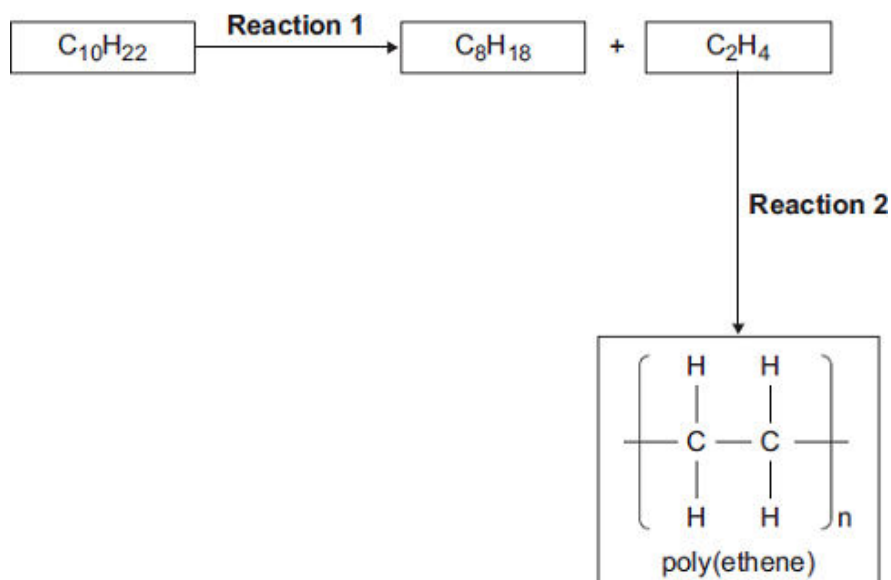 Reaction 1
C₁₀H₂₂ C₈H₁₈ + C₂H₄
Reaction 2
H H
C C
H H n
poly(ethene)